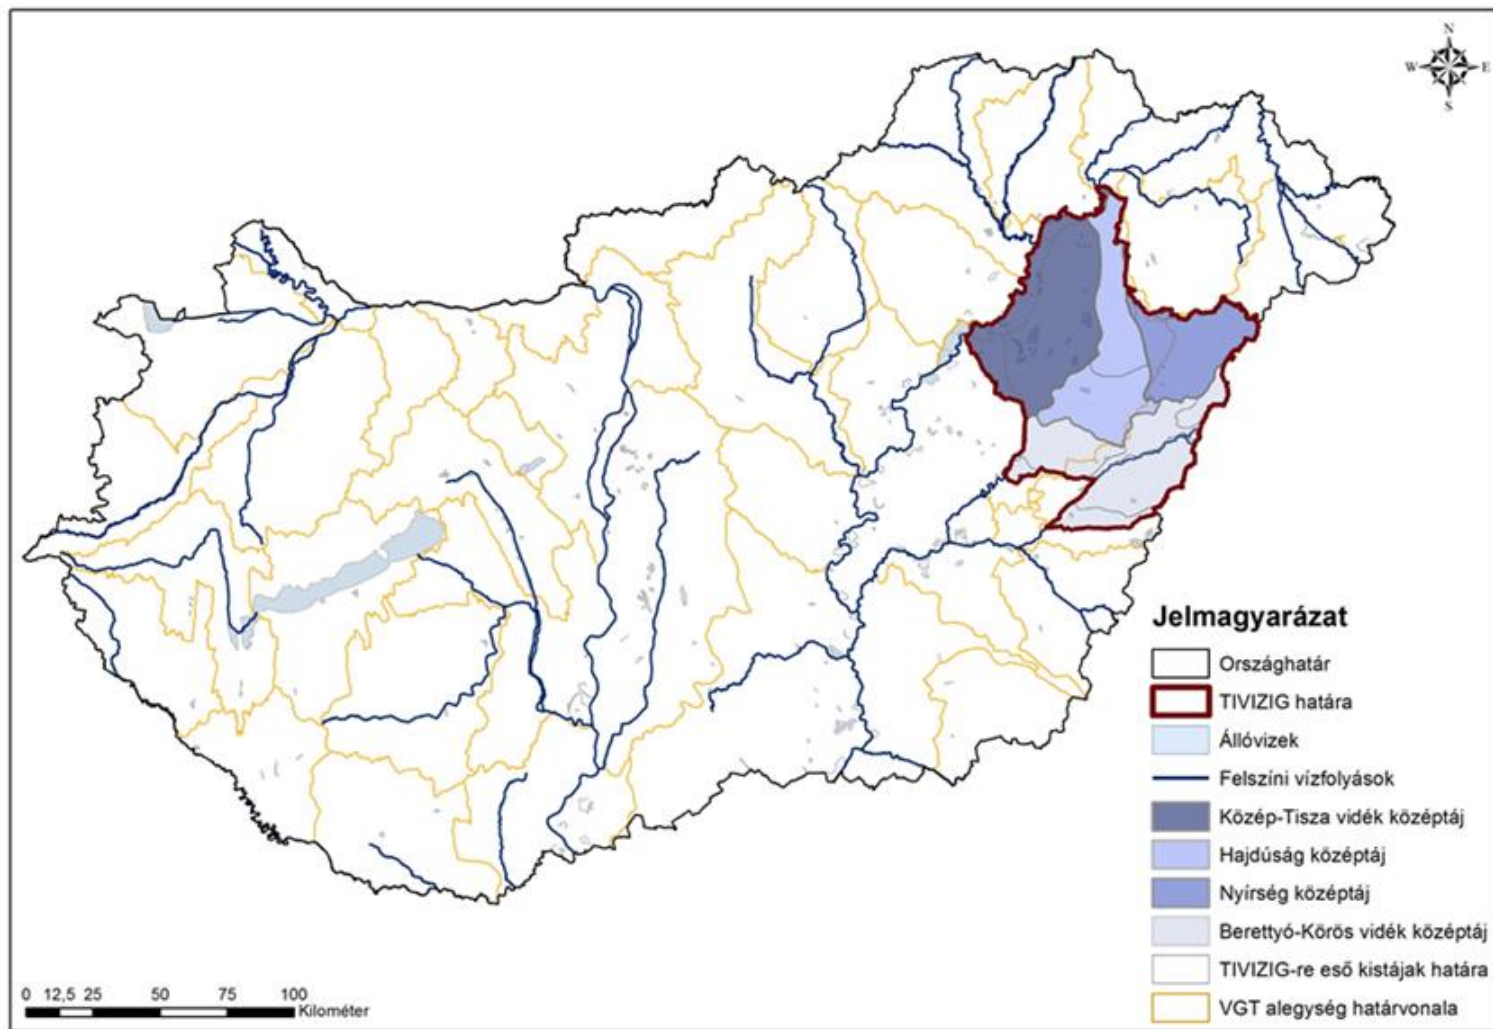 N
W E
S
Jelmagyarázat
Országhatár
TIVIZIG határa
Állóvizek
Felszíni vízfolyások
Közép-Tisza vidék középtáj
Hajdúság középtáj
Nyírség középtáj
Berettyó-Körös vidék középtáj
TIVIZIG-re eső kistájak határa
VGT alegység határvonala
0 12,5 25 50 75 100
Kilométer